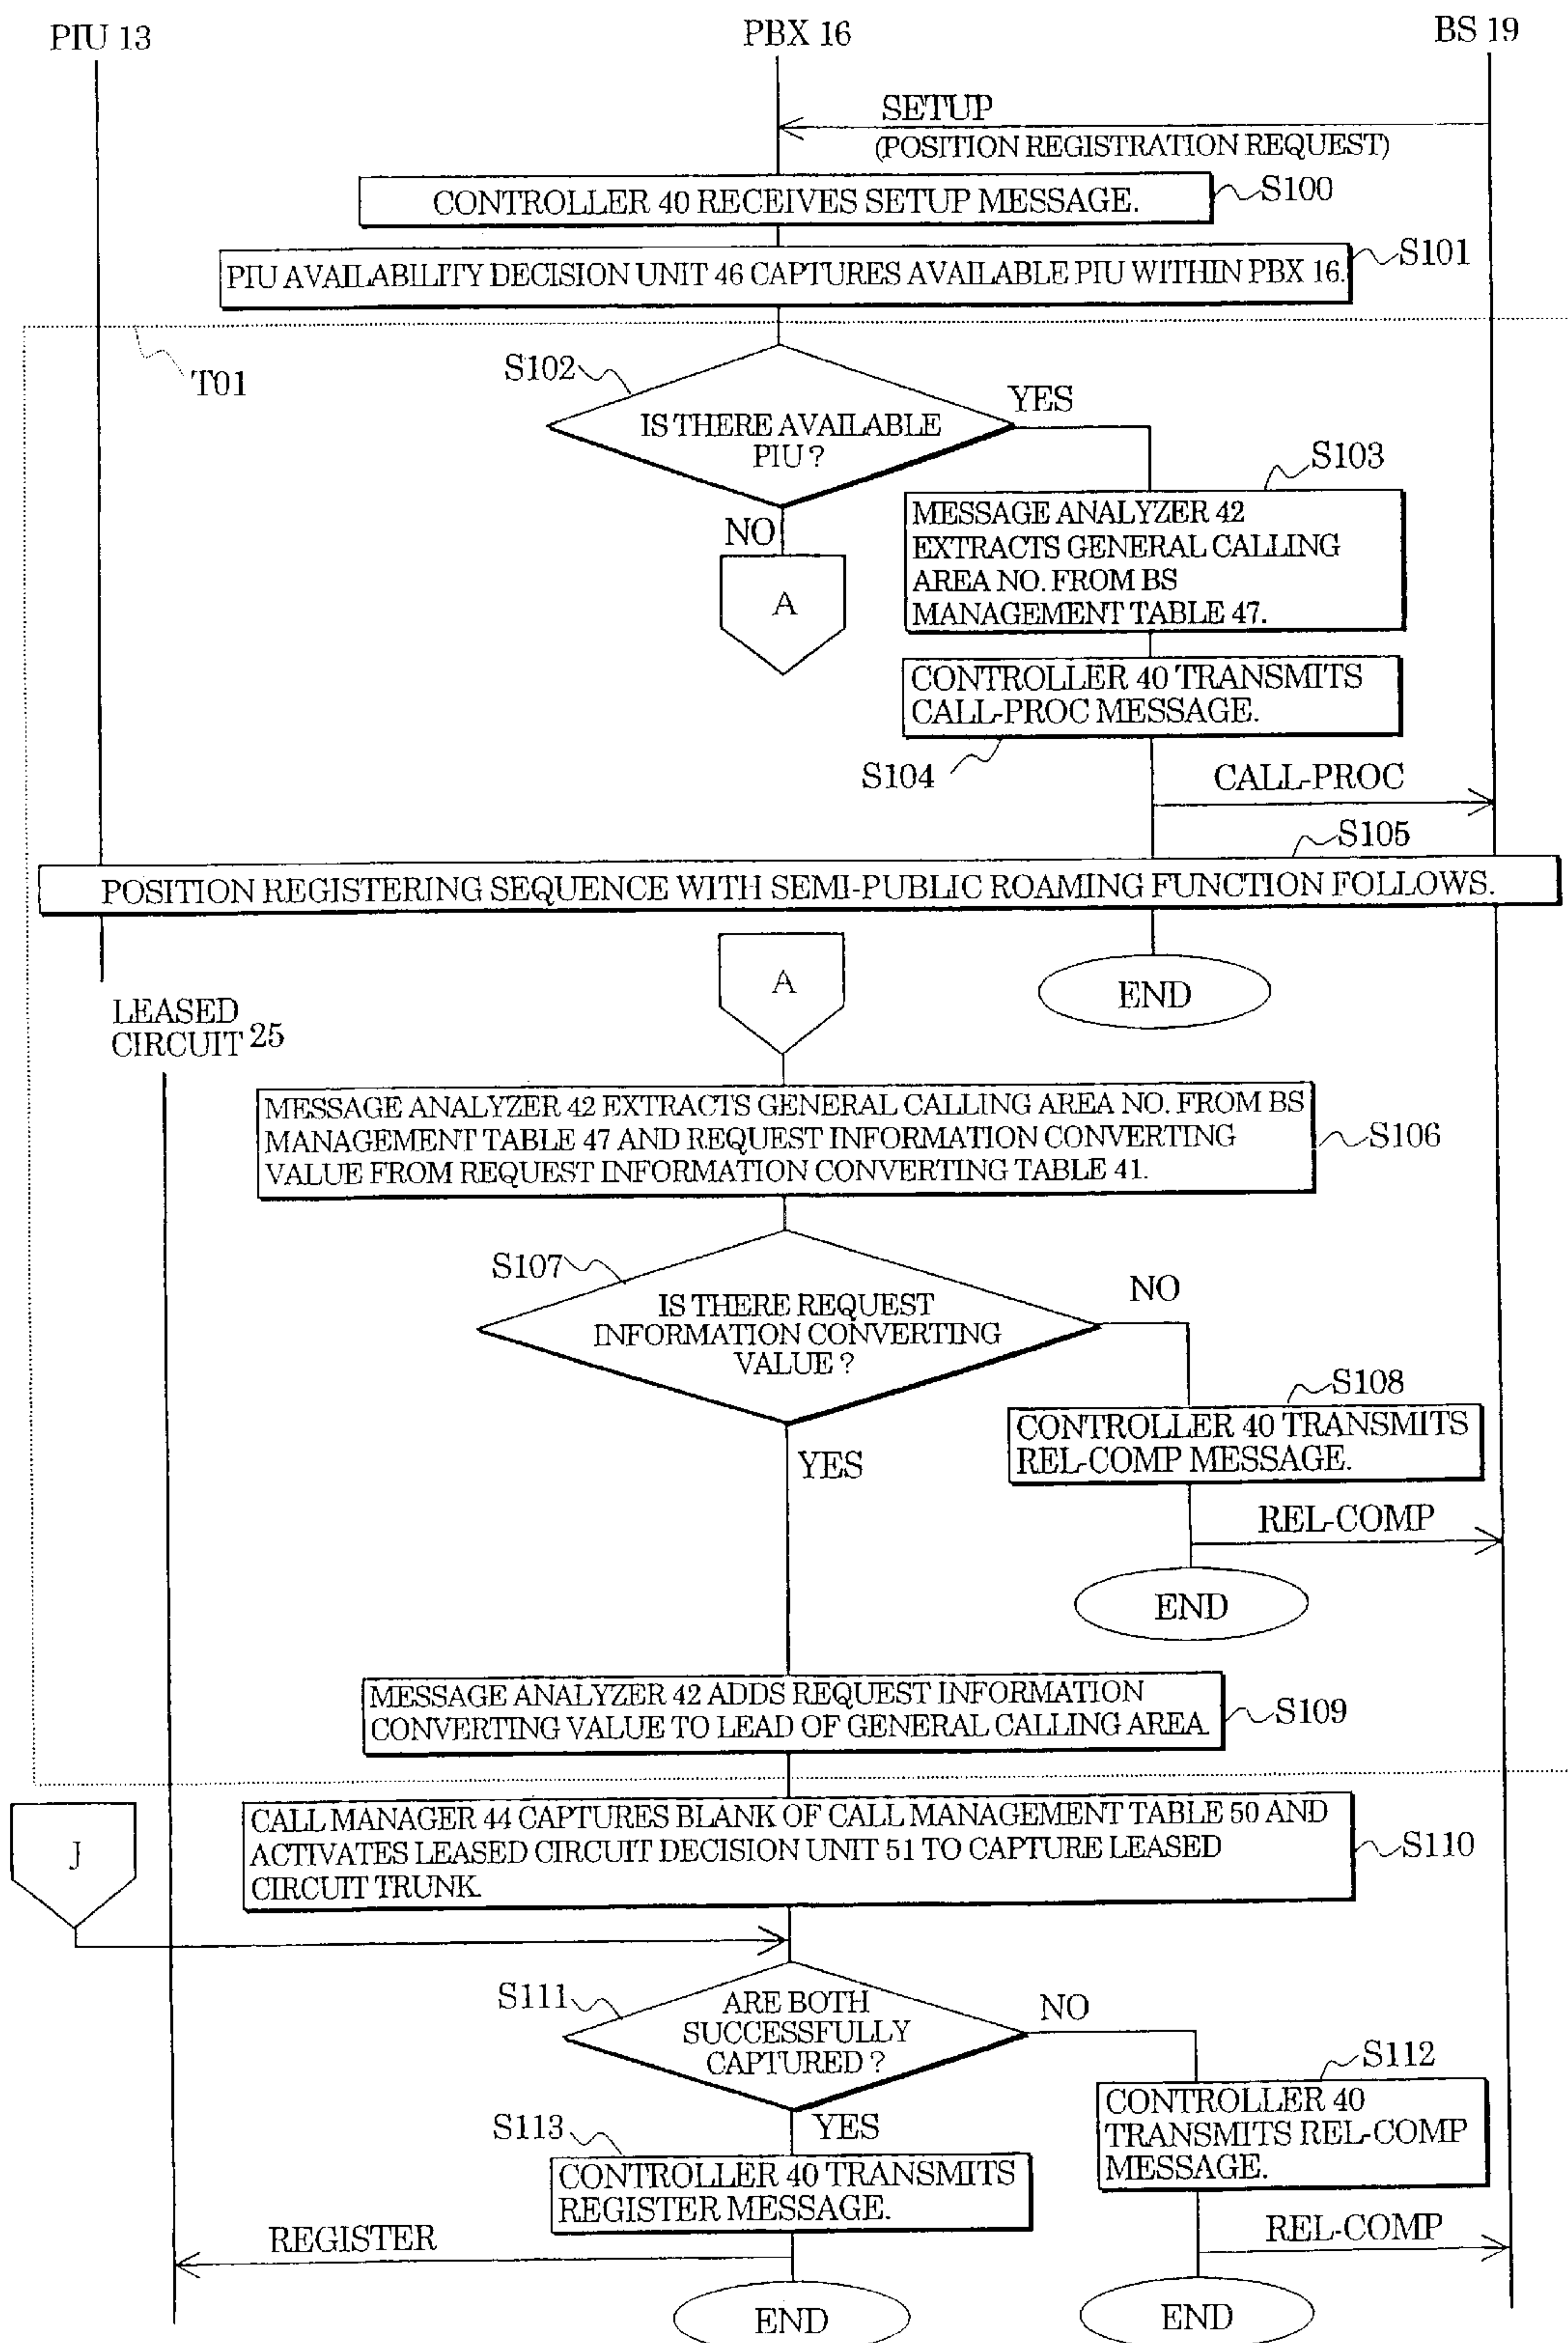 PIU 13
PBX 16
BS 19
SETUP
(POSITION REGISTRATION REQUEST)
CONTROLLER 40 RECEIVES SETUP MESSAGE.
S100
PIU AVAILABILITY DECISION UNIT 46 CAPTURES AVAILABLE PIU WITHIN PBX 16.
S101
T01
S102
IS THERE AVAILABLE
PIU ?
YES
NO
A
S103
MESSAGE ANALYZER 42
EXTRACTS GENERAL CALLING
AREA NO. FROM BS
MANAGEMENT TABLE 47.
CONTROLLER 40 TRANSMITS
CALL-PROC MESSAGE.
S104
CALL-PROC
S105
POSITION REGISTERING SEQUENCE WITH SEMI-PUBLIC ROAMING FUNCTION FOLLOWS.
A
END
LEASED
CIRCUIT 25
MESSAGE ANALYZER 42 EXTRACTS GENERAL CALLING AREA NO. FROM BS
MANAGEMENT TABLE 47 AND REQUEST INFORMATION CONVERTING
VALUE FROM REQUEST INFORMATION CONVERTING TABLE 41.
S106
S107
IS THERE REQUEST
INFORMATION CONVERTING
VALUE ?
NO
YES
S108
CONTROLLER 40 TRANSMITS
REL-COMP MESSAGE.
REL-COMP
END
MESSAGE ANALYZER 42 ADDS REQUEST INFORMATION
CONVERTING VALUE TO LEAD OF GENERAL CALLING AREA.
S109
J
CALL MANAGER 44 CAPTURES BLANK OF CALL MANAGEMENT TABLE 50 AND
ACTIVATES LEASED CIRCUIT DECISION UNIT 51 TO CAPTURE LEASED
CIRCUIT TRUNK.
S110
S111
ARE BOTH
SUCCESSFULLY
CAPTURED ?
NO
YES
S112
CONTROLLER 40
TRANSMITS REL-COMP
MESSAGE.
S113
CONTROLLER 40 TRANSMITS
REGISTER MESSAGE.
REGISTER
REL-COMP
END
END